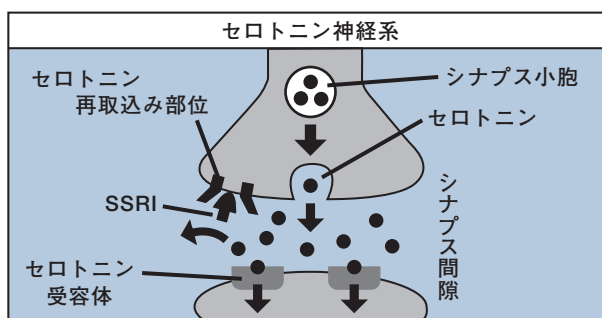 セロトニン神経系
セロトニン
再取込み部位
シナプス小胞
セロトニン
SSRI
シナプス間隙
セロトニン
受容体